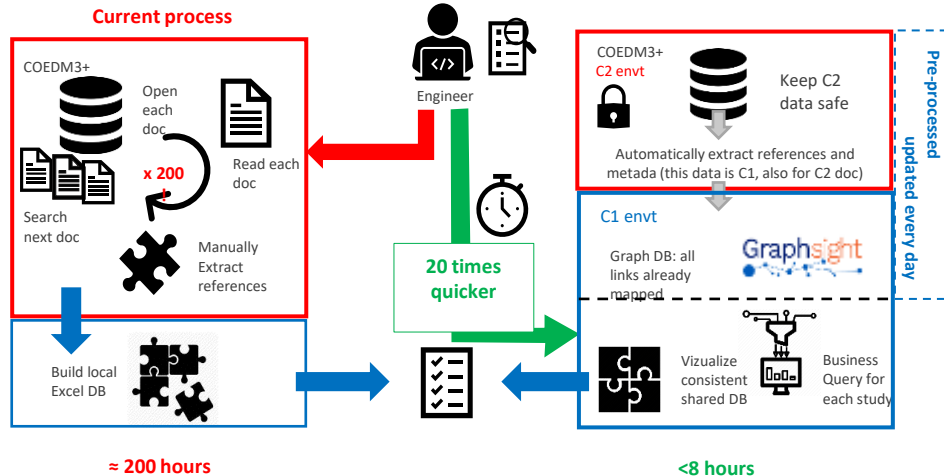 Current process
COEDM3+
Open
each
doc
x 200
!
Read each
doc
Search
next doc
Manually
Extract
references
Build local
Excel DB
≈ 200 hours
Engineer
</>
20 times
quicker
COEDM3+
C2 envt
Keep C2
data safe
Automatically extract references and
metada (this data is C1, also for C2 doc)
C1 envt
Graph DB: all
links already
mapped
Graphsight
Vizualize
consistent
shared DB
Business
Query for
each study
<8 hours
Pre-processed
updated every day